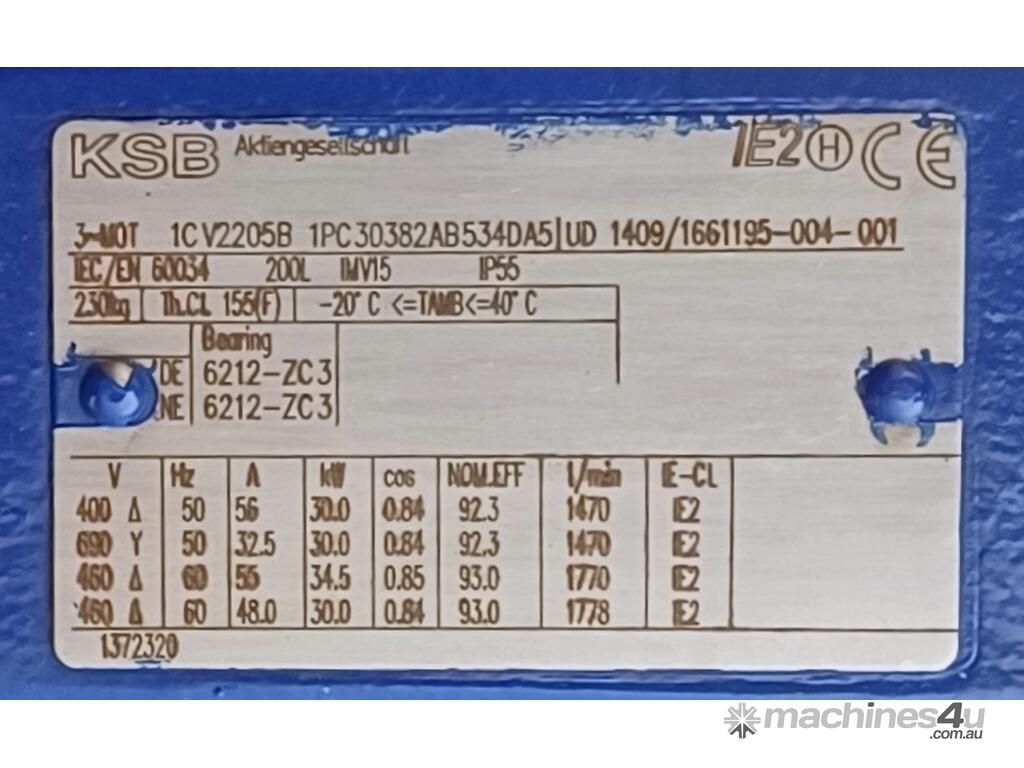 KSB Aktiengesellschaft IE2 H CE
3~MOT 1CV2205B 1PC30382AB534DA5 UD 1409/1661195-004-001
IEC/EN 60034 200L IMV15 IP55
230kg Th.CL 155(F) -20° C <=TAMB<=40° C
Bearing
DE 6212-ZC3
NE 6212-ZC3
V Hz A kW cos NOM.EFF 1/min IE-CL
400 Δ 50 56 30.0 0.84 92.3 1470 IE2
690 Y 50 32.5 30.0 0.84 92.3 1470 IE2
460 Δ 60 55 34.5 0.85 93.0 1770 IE2
460 Δ 60 48.0 30.0 0.84 93.0 1778 IE2
1372320
machines4u
.com.au